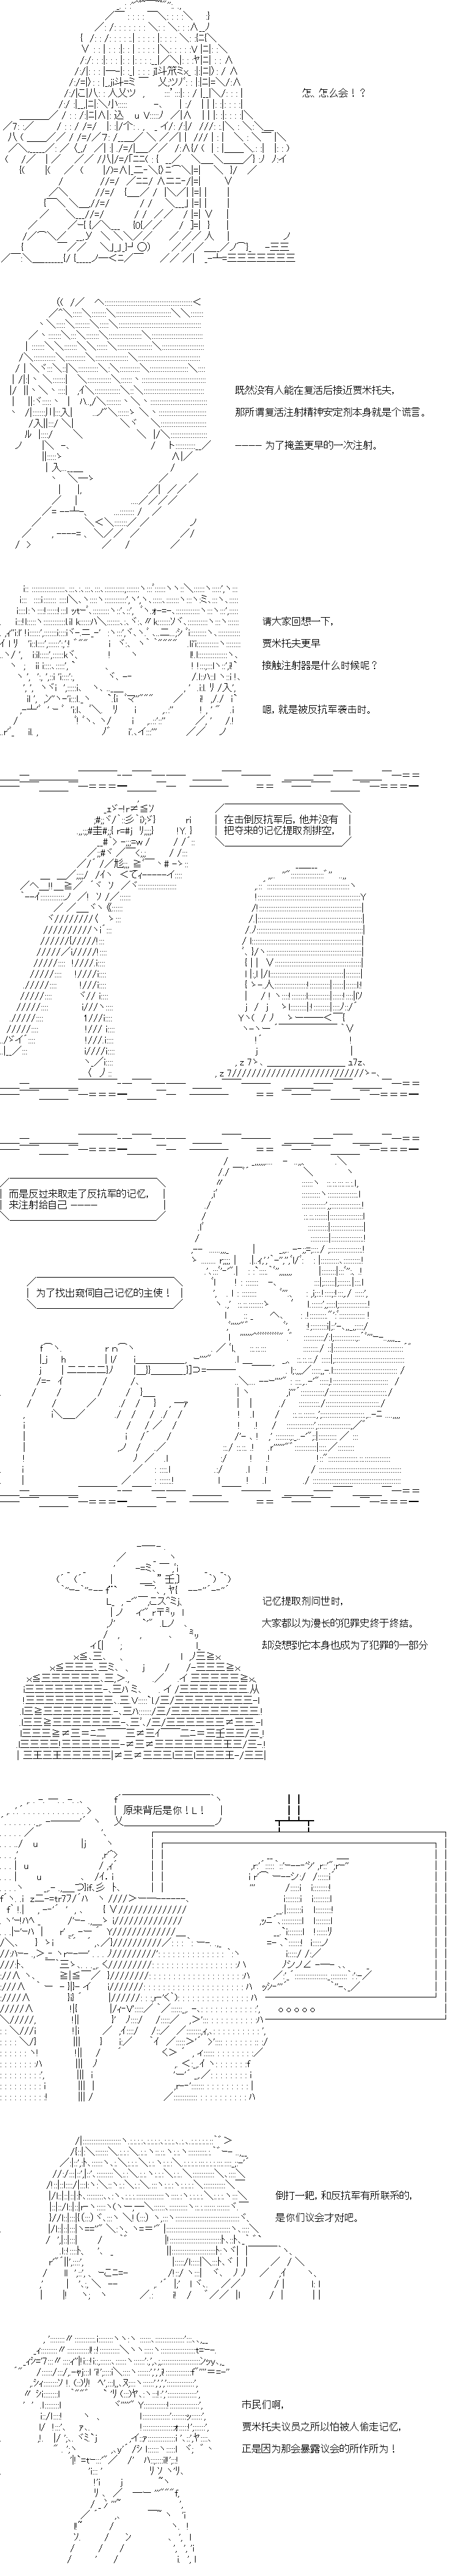 怎、怎么会！？
既然没有人能在复活后接近贾米托夫，
那所谓复活注射精神安定剂本身就是个谎言。
−−−− 为了掩盖更早的一次注射。
请大家回想一下，
贾米托夫更早
接触注射器是什么时候呢？
嗯，就是被反抗军袭击时。
在击倒反抗军后，他并没有
把夺来的记忆提取剂排空，
而是反过来取走了反抗军的记忆，
来注射给自己 −−−−
为了找出窥伺自己记忆的主使！
记忆提取剂问世时，
大家都以为漫长的犯罪史终于终结。
却没想到它本身也成为了犯罪的一部分
原来背后是你！L！
倒打一耙，和反抗军有所联系的，
是你们议会才对吧。
市民们啊，
贾米托夫议员之所以怕被人偷走记忆，
正是因为那会暴露议会的所作所为！